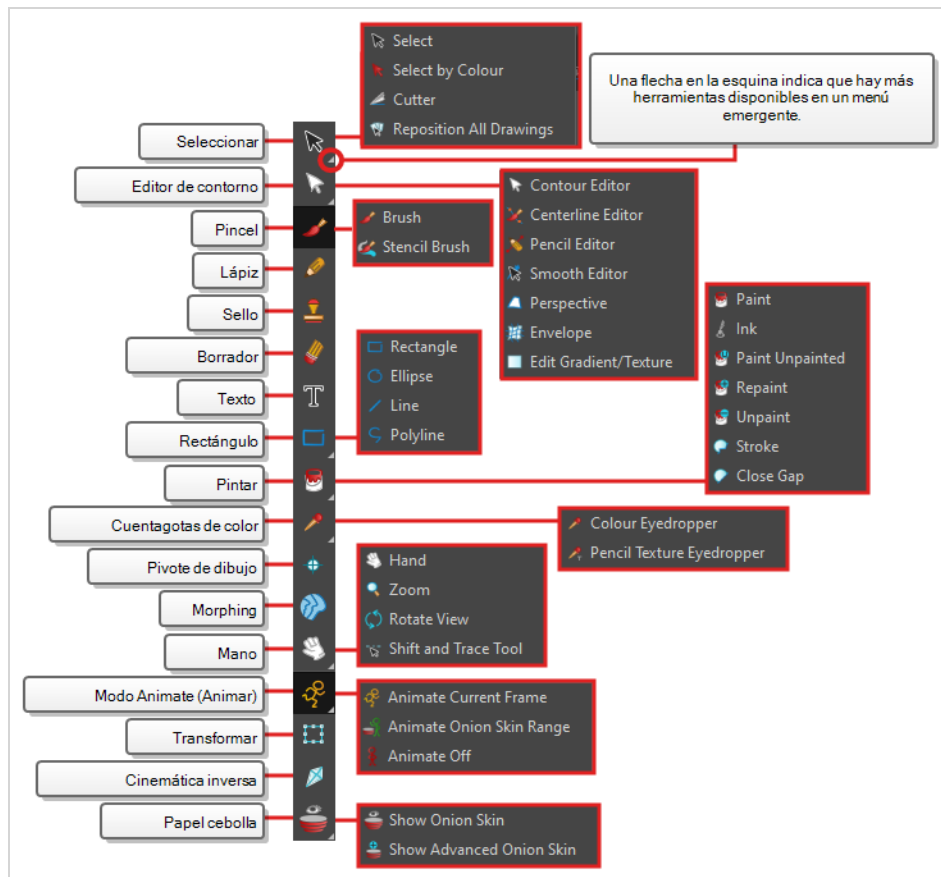 Select
Select by Colour
Cutter
Reposition All Drawings
Una flecha en la esquina indica que hay más
herramientas disponibles en un menú
emergente.
Seleccionar
Editor de contorno
Contour Editor
Centerline Editor
Pencil Editor
Smooth Editor
Perspective
Envelope
Edit Gradient/Texture
Pincel
Brush
Stencil Brush
Lápiz
Sello
Borrador
Texto
Rectángulo
Rectangle
Ellipse
Line
Polyline
Pintar
Paint
Ink
Paint Unpainted
Repaint
Unpaint
Stroke
Close Gap
Cuentagotas de color
Colour Eyedropper
Pencil Texture Eyedropper
Pivote de dibujo
Morphing
Mano
Hand
Zoom
Rotate View
Shift and Trace Tool
Modo Animate (Animar)
Animate Current Frame
Animate Onion Skin Range
Animate Off
Transformar
Cinemática inversa
Papel cebolla
Show Onion Skin
Show Advanced Onion Skin